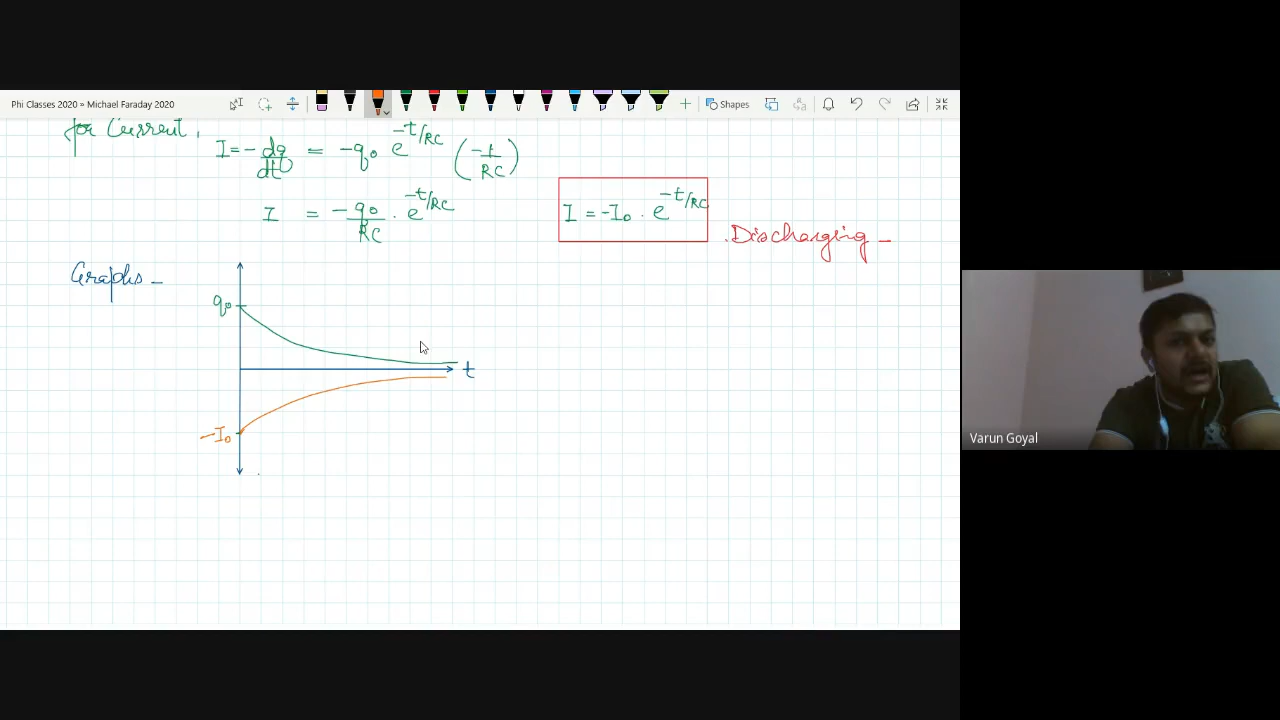 Phi Classes 2020 » Michael Faraday 2020
Shapes
for Current,
I = - dq/dt = -q₀ e^(-t/RC) (-1/RC)
I = -q₀/RC . e^(-t/RC)
I = -I₀ . e^(-t/RC)
Discharging -
Graphs -
q₀
t
-I₀
Varun Goyal